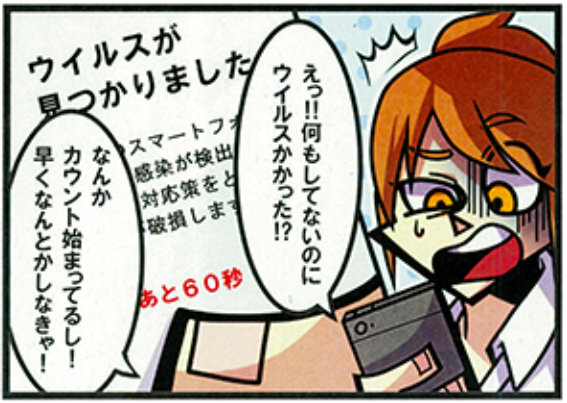 ウイルスが
見つかりました
スマートフォ
感染が検出
対応策をと
破損します
あと60秒
えっ!!何もしてないのに
ウイルスかかった!?
なんか
カウント始まってるし!
早くなんとかしなきゃ!